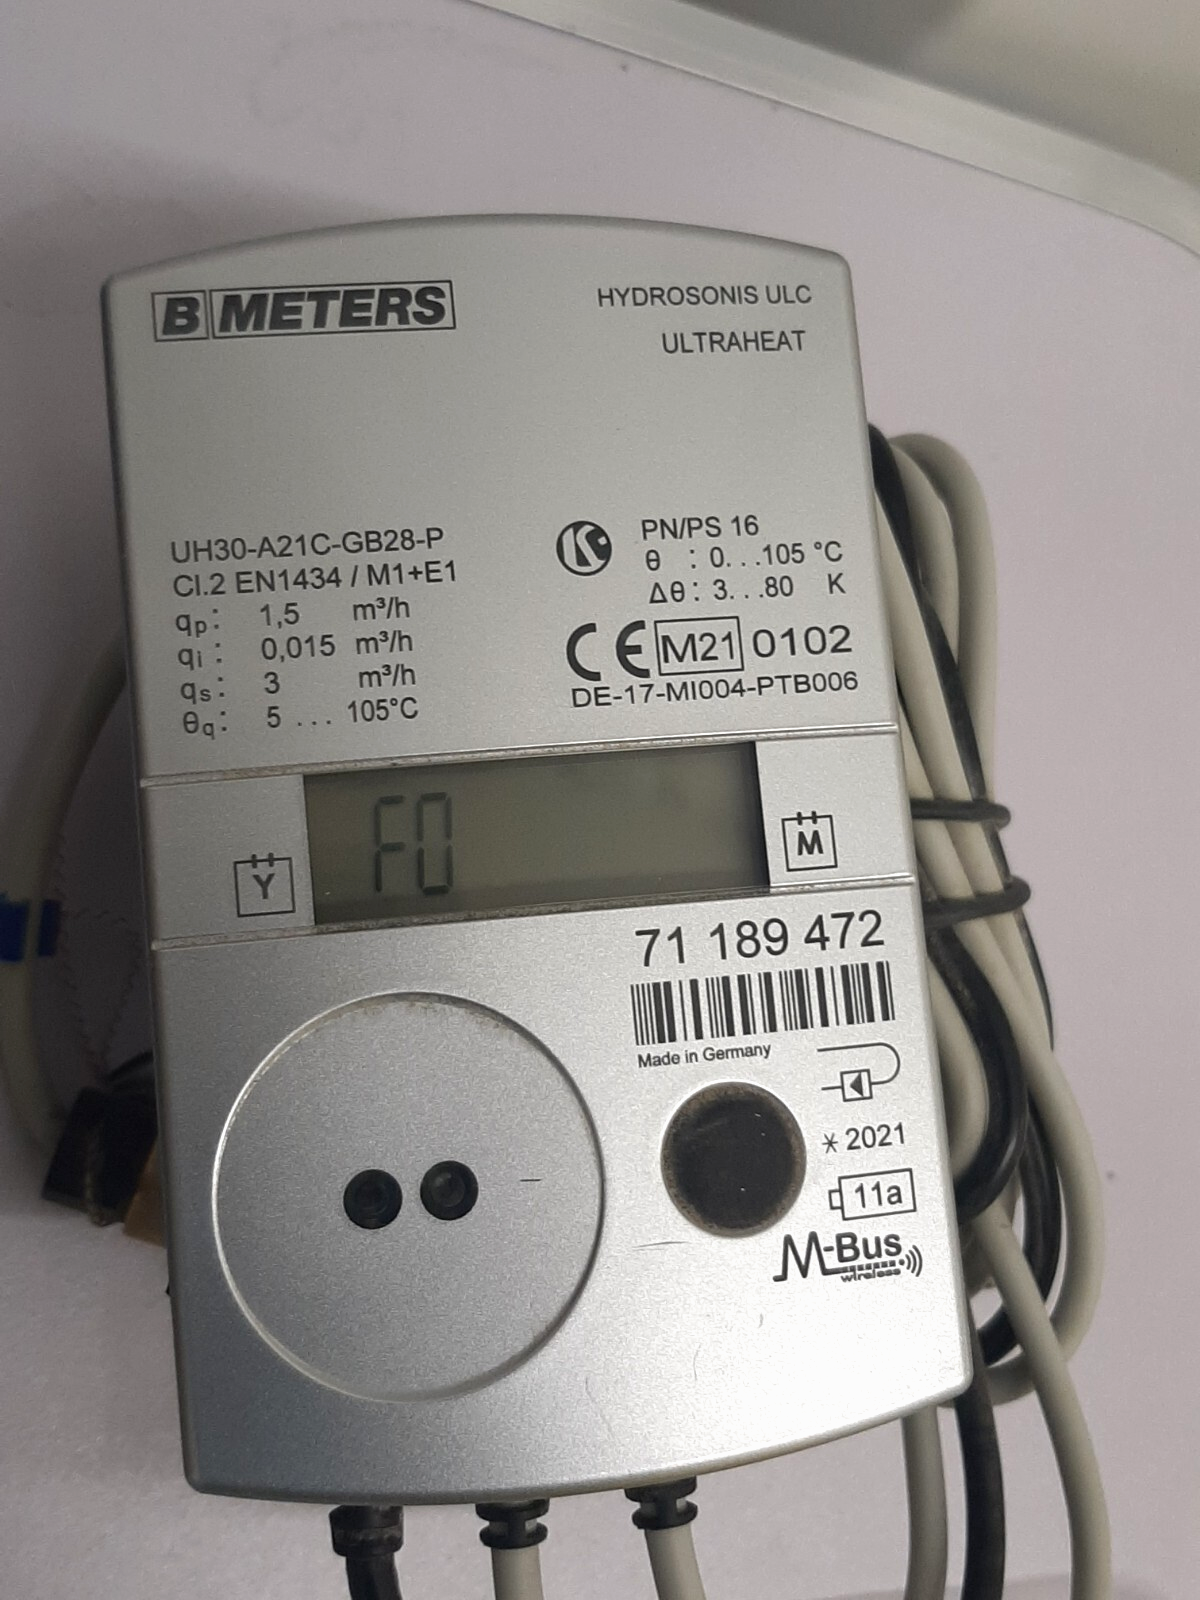 B METERS
HYDROSONIS ULC
ULTRAHEAT
UH30-A21C-GB28-P
Cl.2 EN1434 / M1+E1
qp: 1,5 m³/h
qi: 0,015 m³/h
qs: 3 m³/h
θq: 5 ... 105°C
K
PN/PS 16
θ : 0...105 °C
Δθ: 3...80 K
CE M21 0102
DE-17-MI004-PTB006
Y
F0
M
71 189 472
Made in Germany
2021
11a
M-Bus
wireless